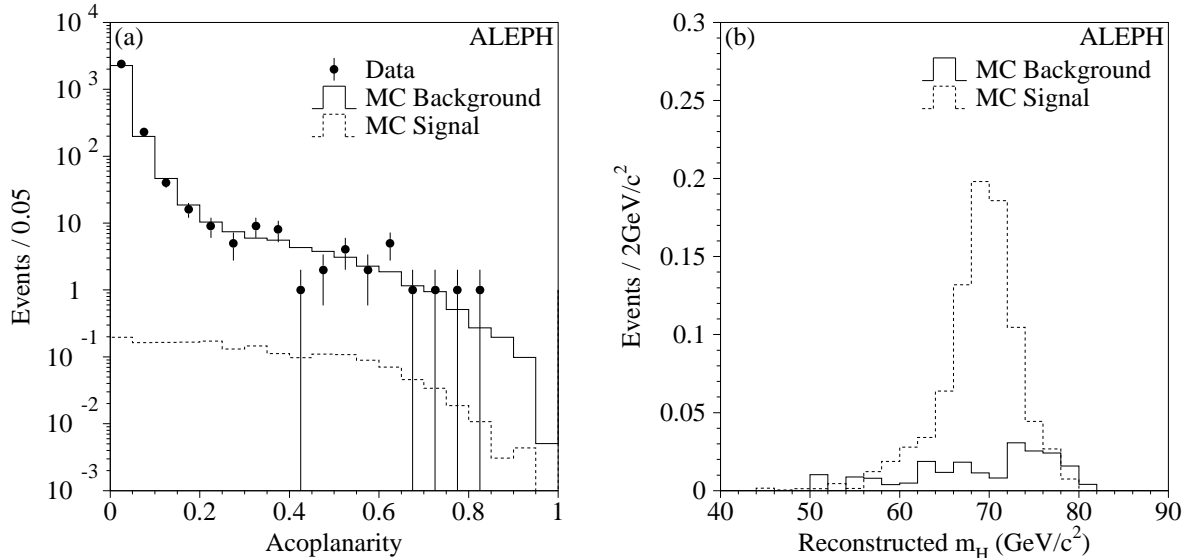 (a) ALEPH
Data
MC Background
MC Signal
Events / 0.05
10 4
10 3
10 2
10
1
10 -1
10 -2
10 -3
0 0.2 0.4 0.6 0.8 1
Acoplanarity
(b) ALEPH
MC Background
MC Signal
Events / 2GeV/c2
0.3
0.25
0.2
0.15
0.1
0.05
0
40 50 60 70 80 90
Reconstructed mH (GeV/c2)